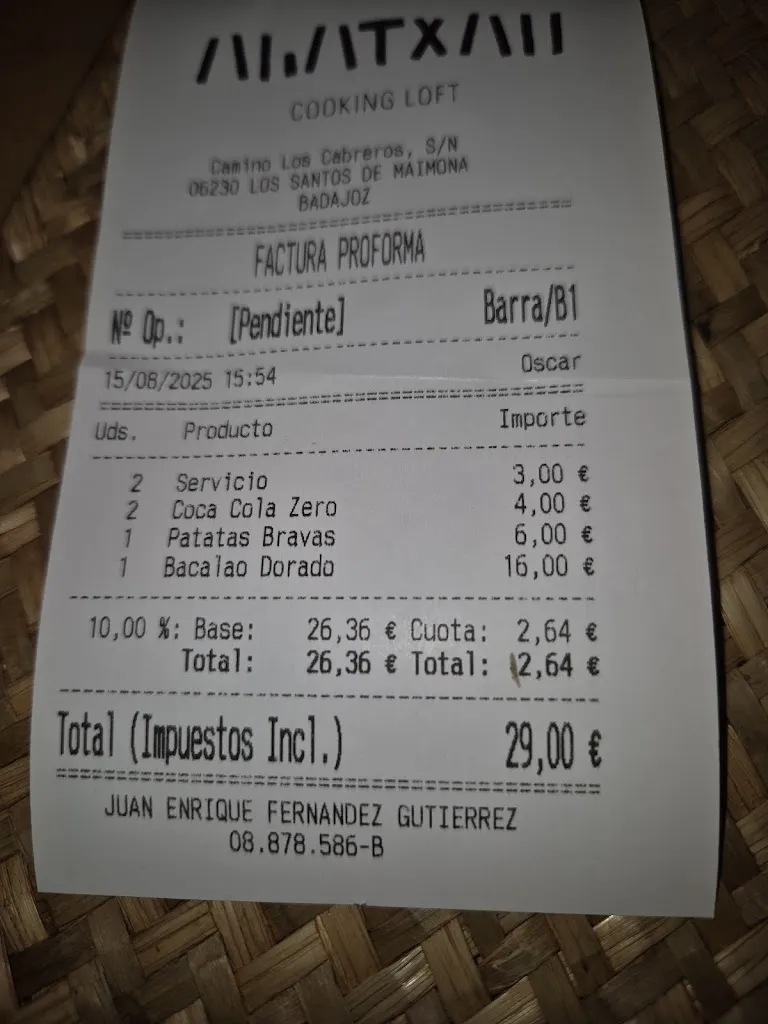 COOKING LOFT
Camino Los Cabreros, S/N
06230 LOS SANTOS DE MAIMONA
BADAJOZ
FACTURA PROFORMA
Nº Op.: [Pendiente] Barra/B1
15/08/2025 15:54 Oscar
Uds. Producto Importe
2 Servicio 3,00 €
2 Coca Cola Zero 4,00 €
1 Patatas Bravas 6,00 €
1 Bacalao Dorado 16,00 €
10,00 %: Base: 26,36 € Cuota: 2,64 €
Total: 26,36 € Total: 2,64 €
Total (Impuestos Incl.) 29,00 €
JUAN ENRIQUE FERNANDEZ GUTIERREZ
08.878.586-B